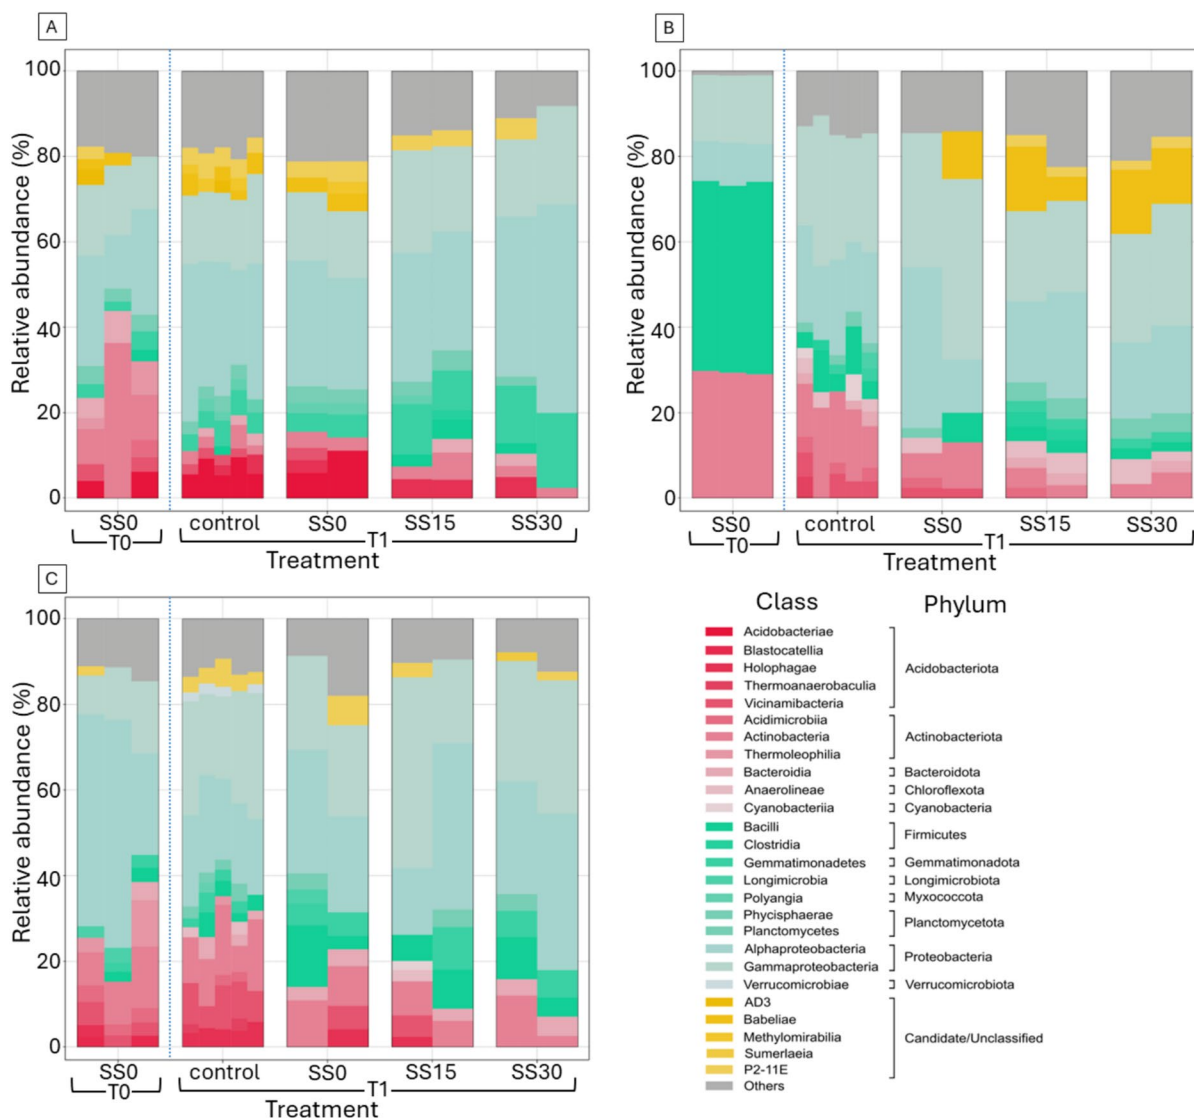 A
Relative abundance (%)
100
80
60
40
20
0
SS0 control SS0 SS15 SS30
T0 T1
Treatment
B
Relative abundance (%)
100
80
60
40
20
0
SS0 control SS0 SS15 SS30
T0 T1
Treatment
C
Relative abundance (%)
100
80
60
40
20
0
SS0 control SS0 SS15 SS30
T0 T1
Treatment
Class Phylum
Acidobacteriae
Blastocatellia
Holophagae Acidobacteriota
Thermoanaerobaculia
Vicinamibacteria
Acidimicrobiia
Actinobacteria Actinobacteriota
Thermoleophilia
Bacteroidia Bacteroidota
Anaerolineae Chloroflexota
Cyanobacteriia Cyanobacteria
Bacilli Firmicutes
Clostridia
Gemmatimonadetes Gemmatimonadota
Longimicrobia Longimicrobiota
Polyangia Myxococcota
Phycisphaerae Planctomycetota
Planctomycetes
Alphaproteobacteria Proteobacteria
Gammaproteobacteria
Verrucomicrobiae Verrucomicrobiota
AD3
Babeliae
Methylomirabilia Candidate/Unclassified
Sumerlaeia
P2-11E
Others